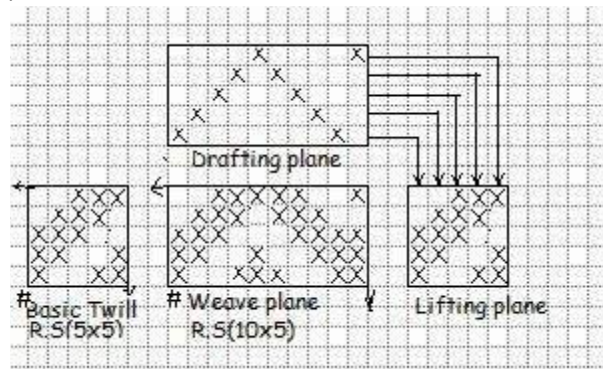 Drafting plane
# Basic Twill
R.S(5x5)
# Weave plane
R.S(10x5)
Lifting plane